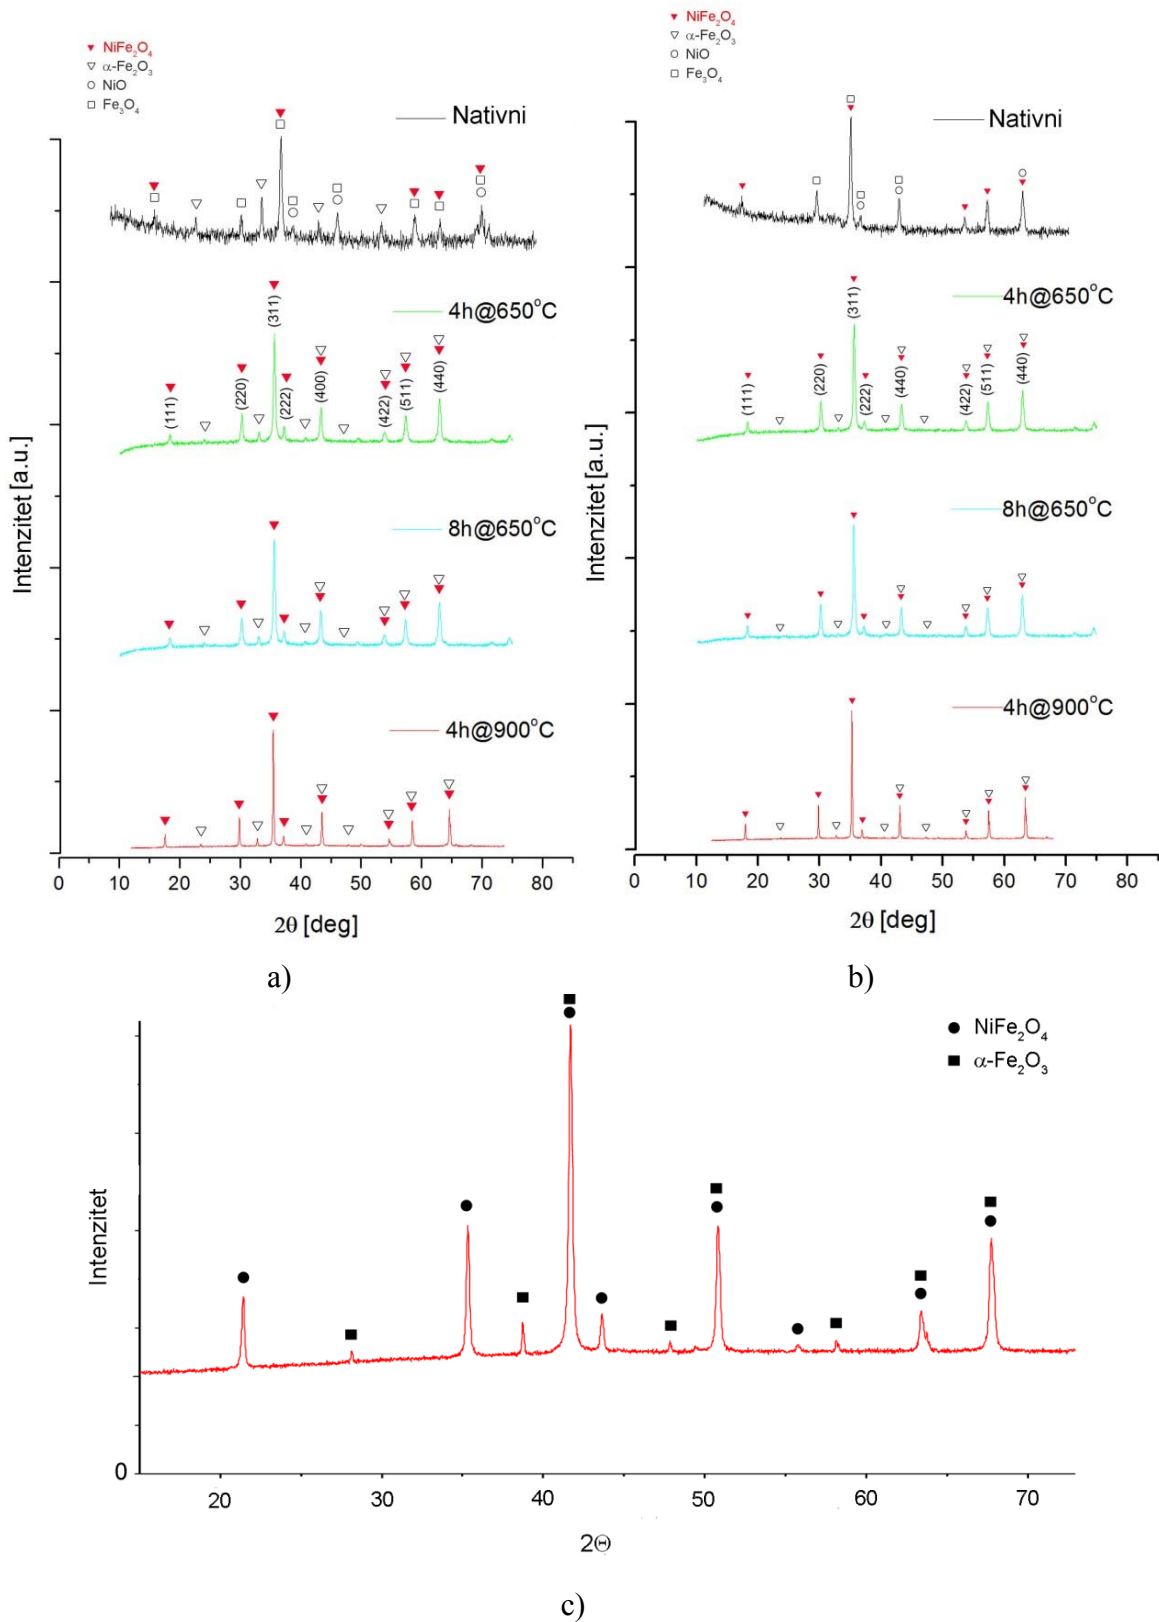 NiFe₂O₄
α-Fe₂O₃
NiO
Fe₃O₄
Nativni
4h@650°C
(111)
(220)
(311)
(222)
(400)
(422)
(511)
(440)
8h@650°C
4h@900°C
Intenzitet [a.u.]
0 10 20 30 40 50 60 70 80
2θ [deg]
a)
NiFe₂O₄
α-Fe₂O₃
NiO
Fe₃O₄
Nativni
4h@650°C
(111)
(220)
(311)
(222)
(440)
(422)
(511)
(440)
8h@650°C
4h@900°C
Intenzitet [a.u.]
0 10 20 30 40 50 60 70 80
2θ [deg]
b)
NiFe₂O₄
α-Fe₂O₃
Intenzitet
0
20 30 40 50 60 70
2Θ
c)